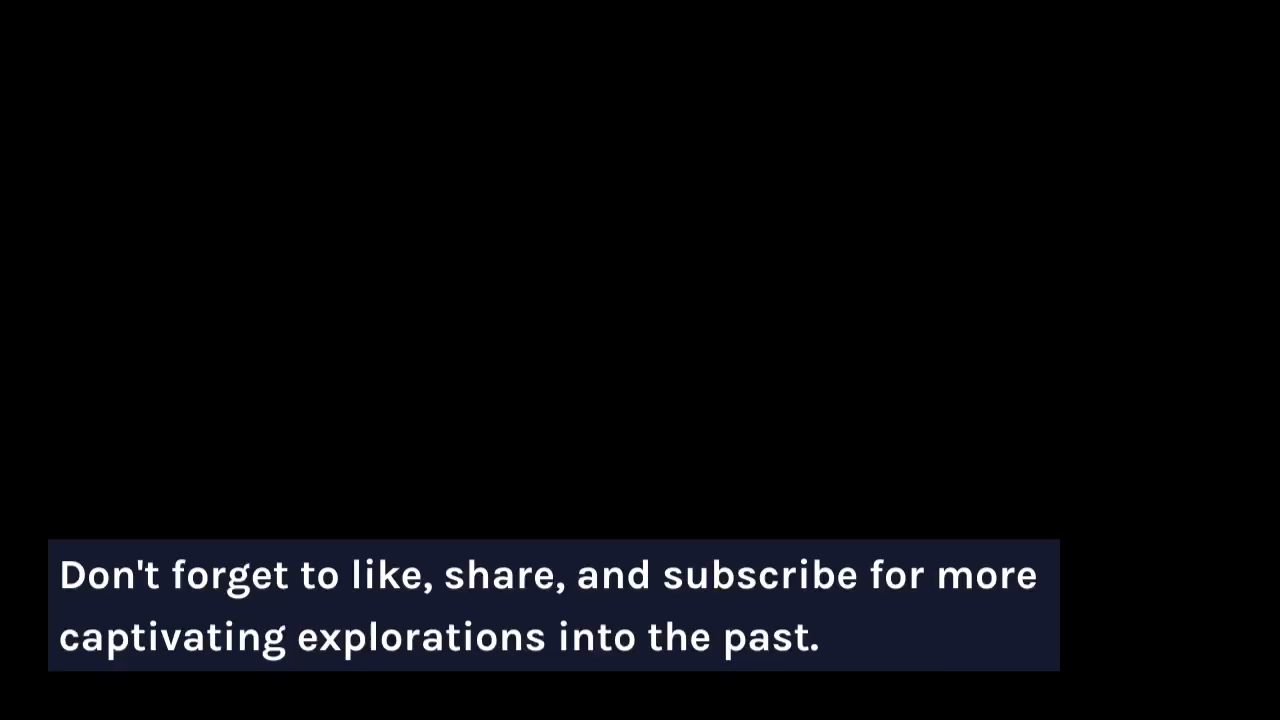 Don't forget to like, share, and subscribe for more
captivating explorations into the past.